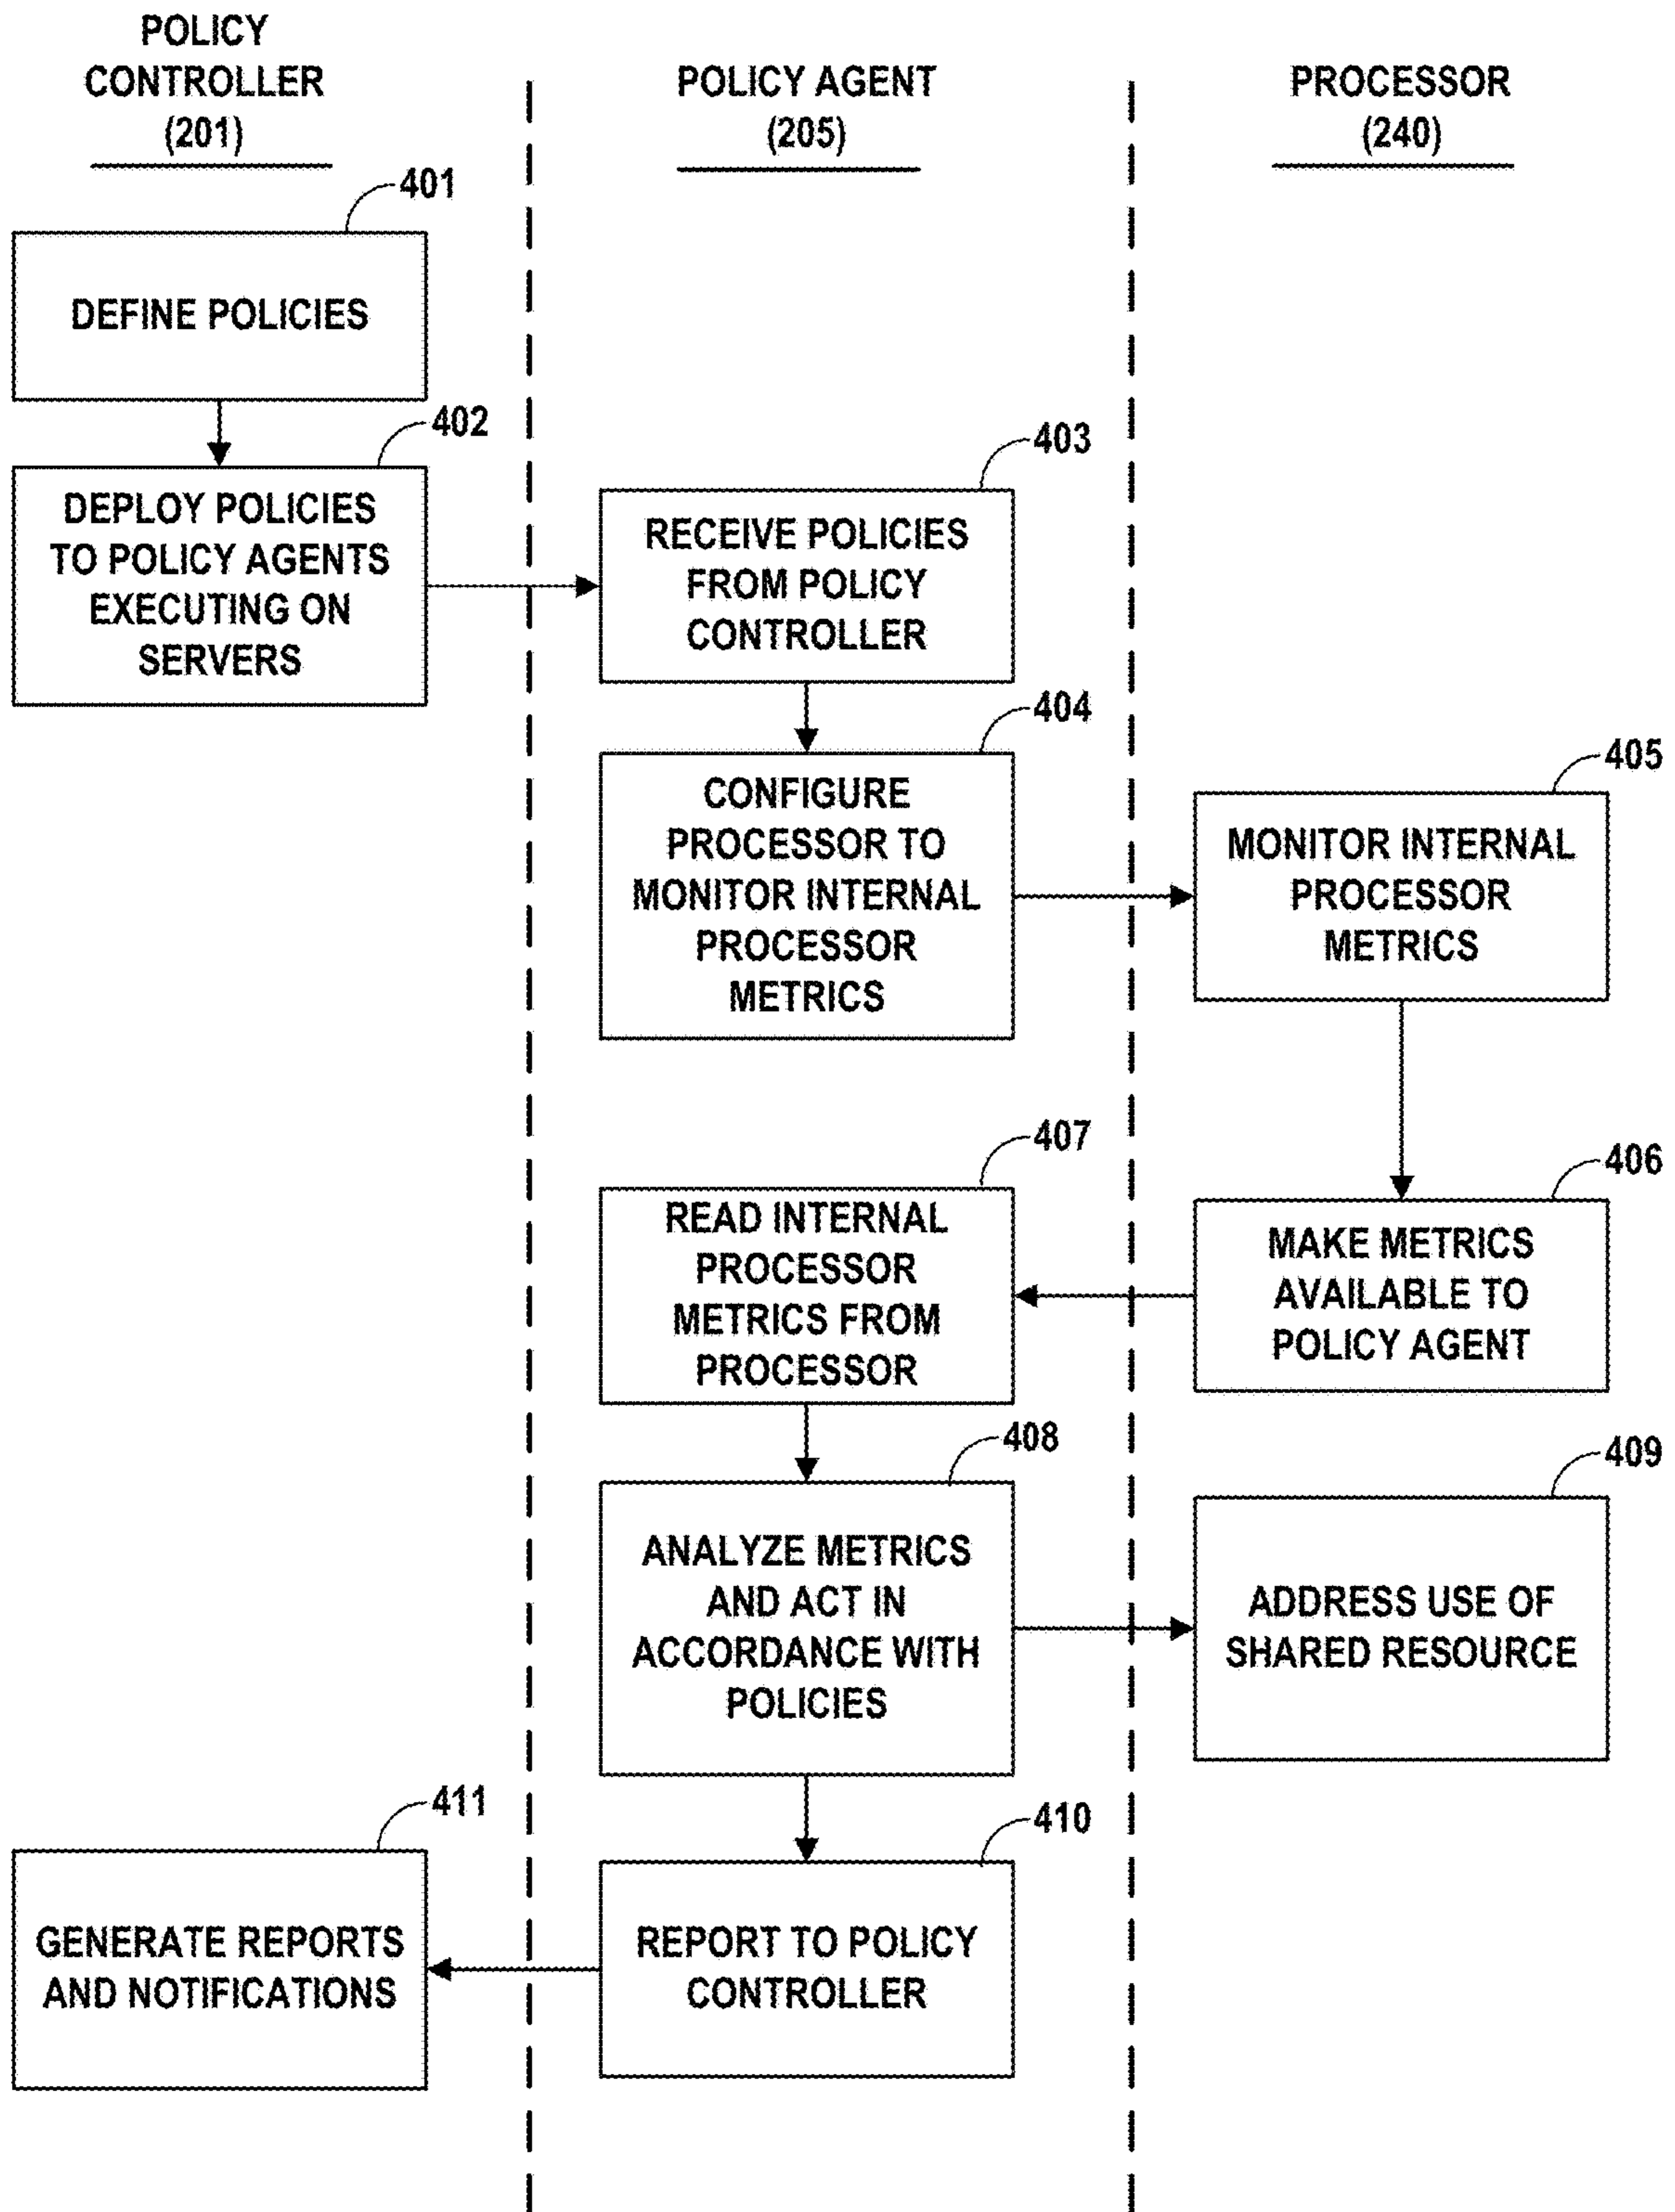 POLICY
CONTROLLER
(201)
POLICY AGENT
(205)
PROCESSOR
(240)
401
DEFINE POLICIES
402
DEPLOY POLICIES
TO POLICY AGENTS
EXECUTING ON
SERVERS
403
RECEIVE POLICIES
FROM POLICY
CONTROLLER
404
CONFIGURE
PROCESSOR TO
MONITOR INTERNAL
PROCESSOR
METRICS
405
MONITOR INTERNAL
PROCESSOR
METRICS
406
MAKE METRICS
AVAILABLE TO
POLICY AGENT
407
READ INTERNAL
PROCESSOR
METRICS FROM
PROCESSOR
408
ANALYZE METRICS
AND ACT IN
ACCORDANCE WITH
POLICIES
409
ADDRESS USE OF
SHARED RESOURCE
410
REPORT TO POLICY
CONTROLLER
411
GENERATE REPORTS
AND NOTIFICATIONS